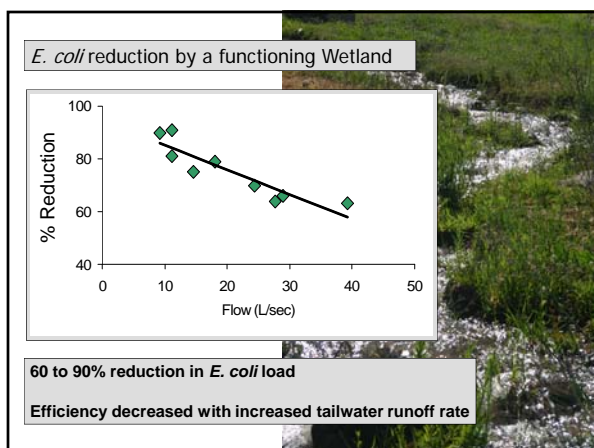 E. coli reduction by a functioning Wetland
100
80
60
40
% Reduction
0 10 20 30 40 50
Flow (L/sec)
60 to 90% reduction in E. coli load
Efficiency decreased with increased tailwater runoff rate